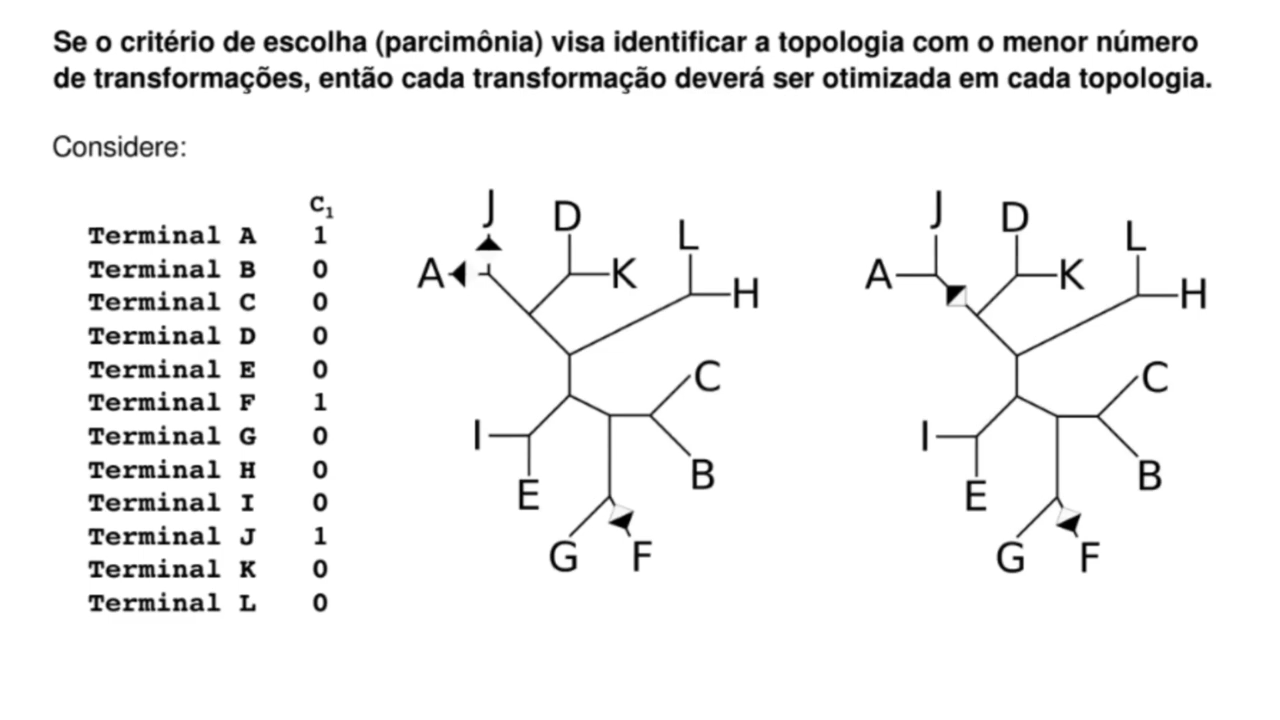 Se o critério de escolha (parcimônia) visa identificar a topologia com o menor número
de transformações, então cada transformação deverá ser otimizada em cada topologia.
Considere:
C1
Terminal A 1
Terminal B 0
Terminal C 0
Terminal D 0
Terminal E 0
Terminal F 1
Terminal G 0
Terminal H 0
Terminal I 0
Terminal J 1
Terminal K 0
Terminal L 0
J
D
L
A
K
H
C
I
B
E
G
F
J
D
L
A
K
H
C
I
B
E
G
F